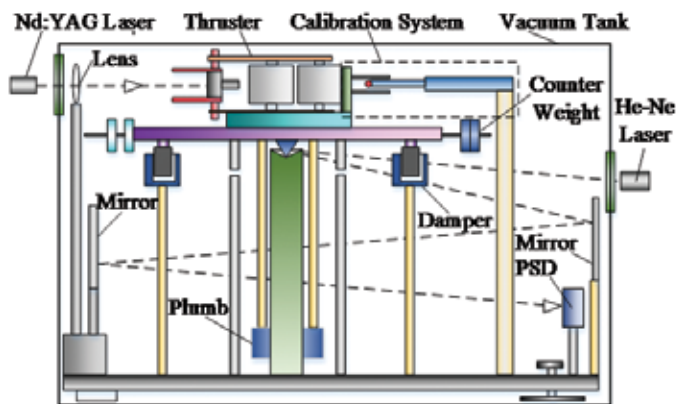 Nd:YAG Laser
Thruster
Calibration System
Vacuum Tank
Lens
Counter
Weight
He-Ne
Laser
Mirror
Damper
Mirror
PSD
Plumb